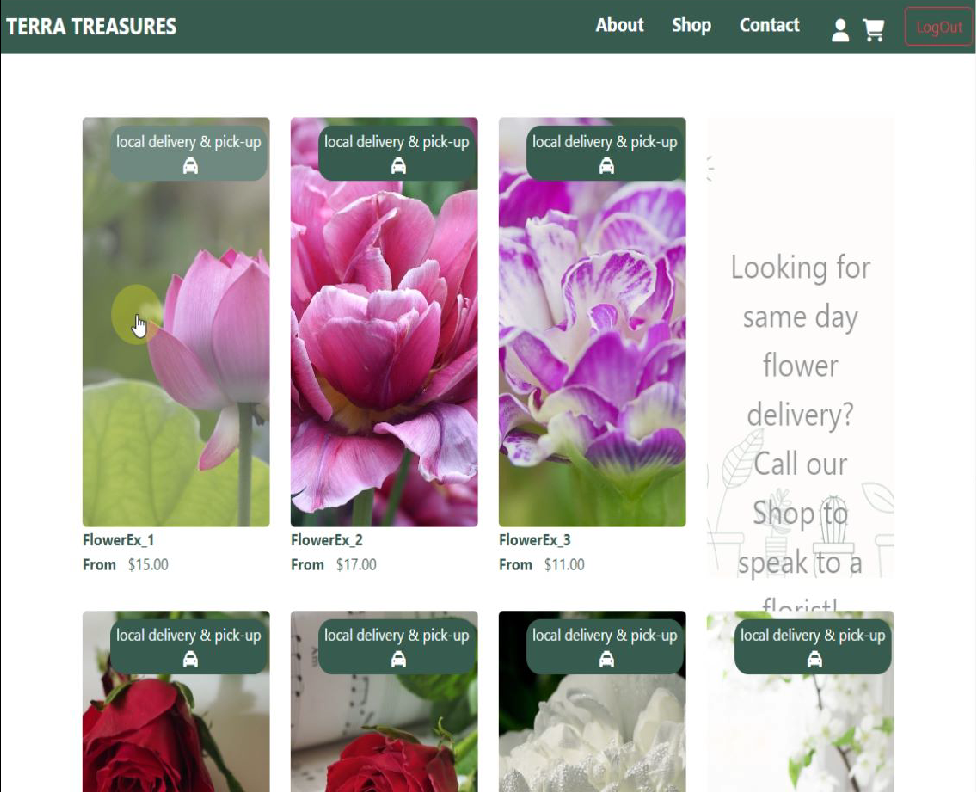 TERRA TREASURES
About Shop Contact LogOut
local delivery & pick-up
local delivery & pick-up
local delivery & pick-up
Looking for
same day
flower
delivery?
Call our
Shop to
speak to a
florist!
FlowerEx_1
From $15.00
FlowerEx_2
From $17.00
FlowerEx_3
From $11.00
local delivery & pick-up
local delivery & pick-up
local delivery & pick-up
local delivery & pick-up